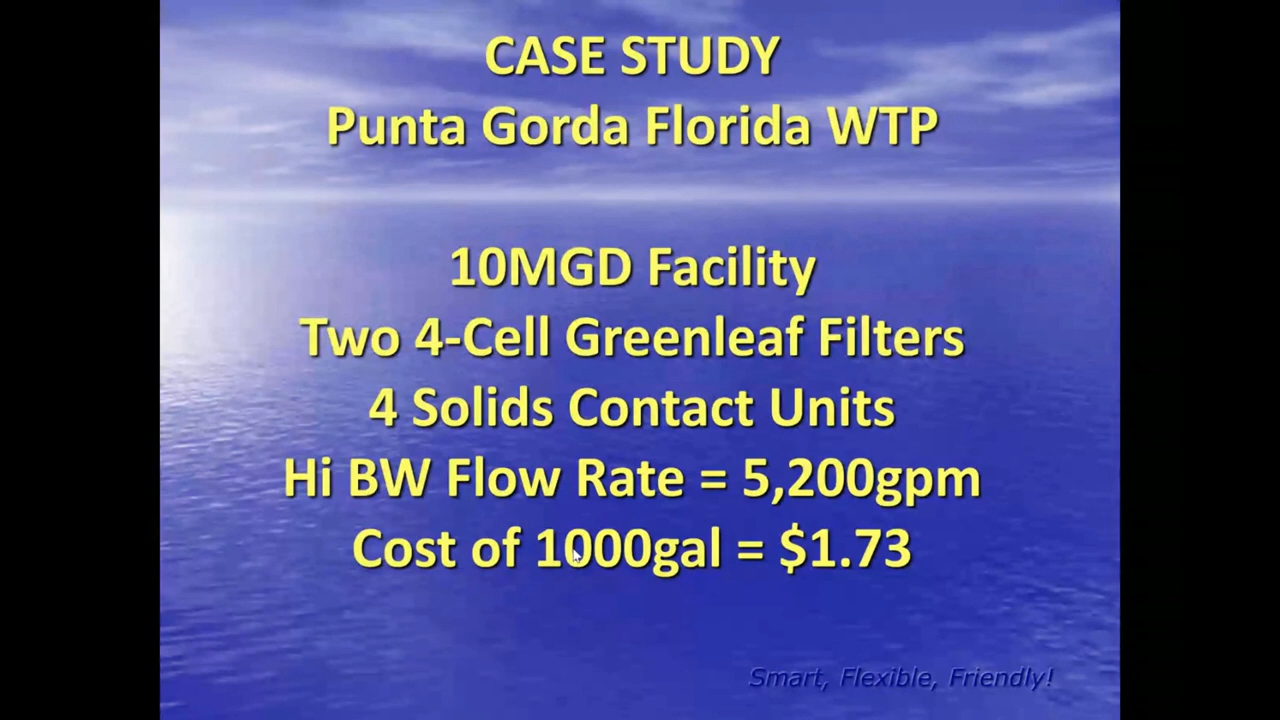 CASE STUDY
Punta Gorda Florida WTP
10MGD Facility
Two 4-Cell Greenleaf Filters
4 Solids Contact Units
Hi BW Flow Rate = 5,200gpm
Cost of 1000gal = $1.73
Smart, Flexible, Friendly!